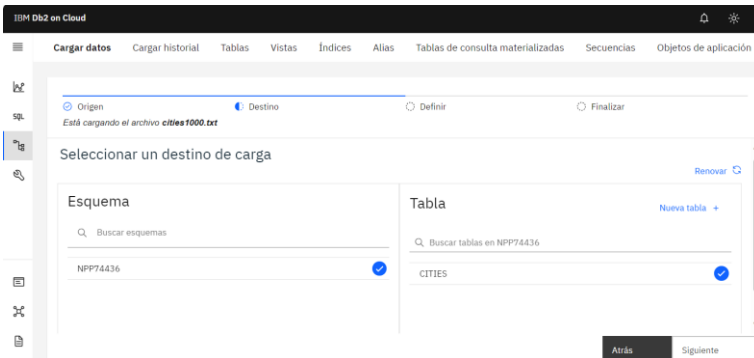 IBM Db2 on Cloud
Cargar datos Cargar historial Tablas Vistas Índices Alias Tablas de consulta materializadas Secuencias Objetos de aplicación
SQL
Origen Destino Definir Finalizar
Está cargando el archivo cities1000.txt
Seleccionar un destino de carga
Renovar
Esquema
Tabla
Nueva tabla +
Buscar esquemas
Buscar tablas en NPP74436
NPP74436
CITIES
Atrás Siguiente